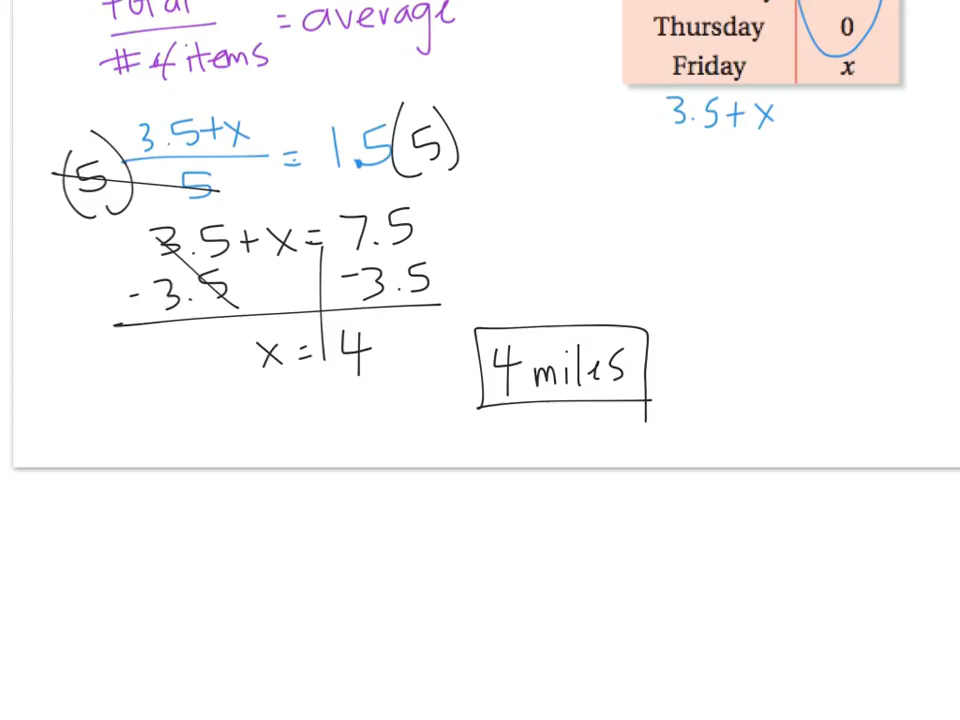 total
# of items = average
Thursday 0
Friday x
3.5+x
(5) 3.5+x / 5 = 1.5(5)
3.5+x = 7.5
-3.5 -3.5
x = 4
4 miles